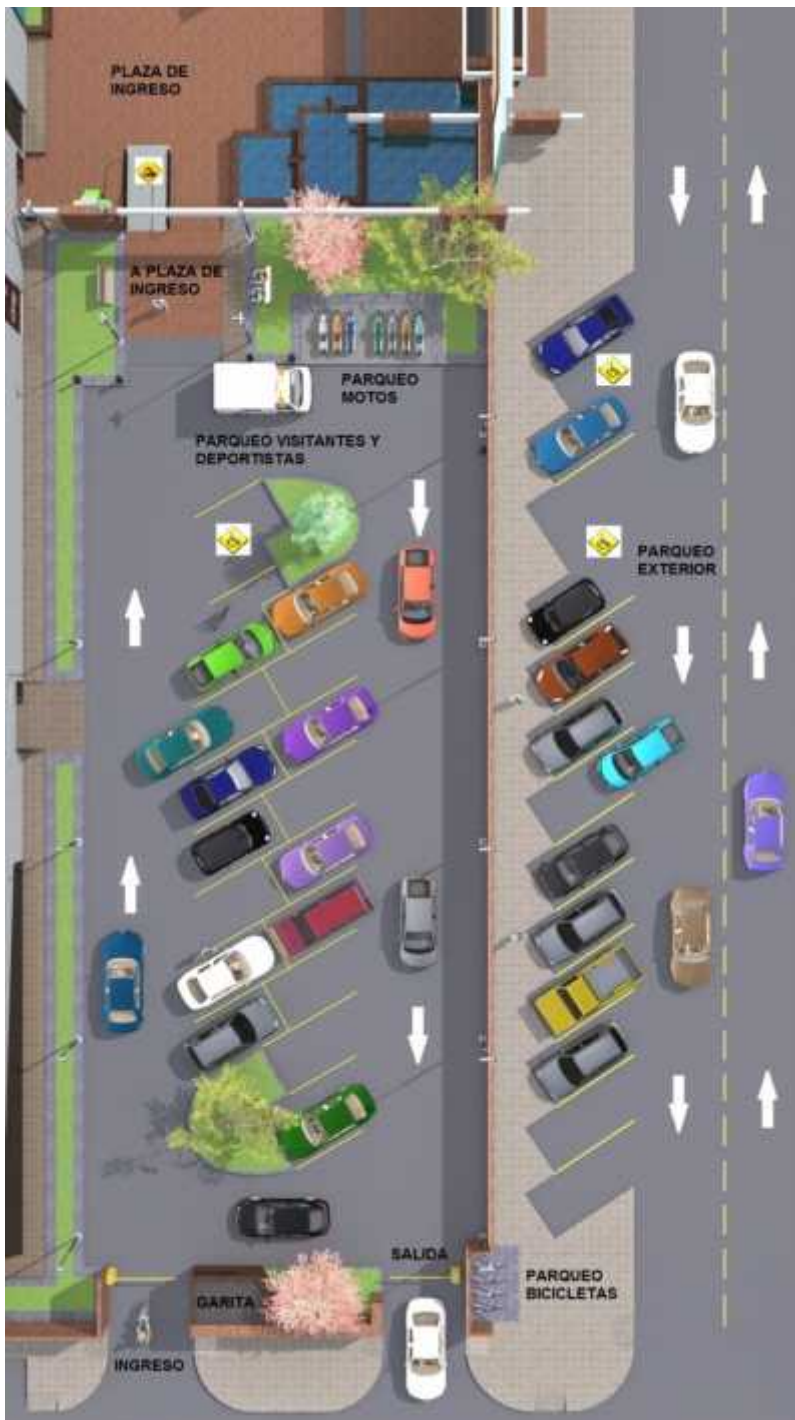 PLAZA DE
INGRESO
A PLAZA DE
INGRESO
PARQUEO
MOTOS
PARQUEO VISITANTES Y
DEPORTISTAS
PARQUEO
EXTERIOR
SALIDA
GARITA
PARQUEO
BICICLETAS
INGRESO